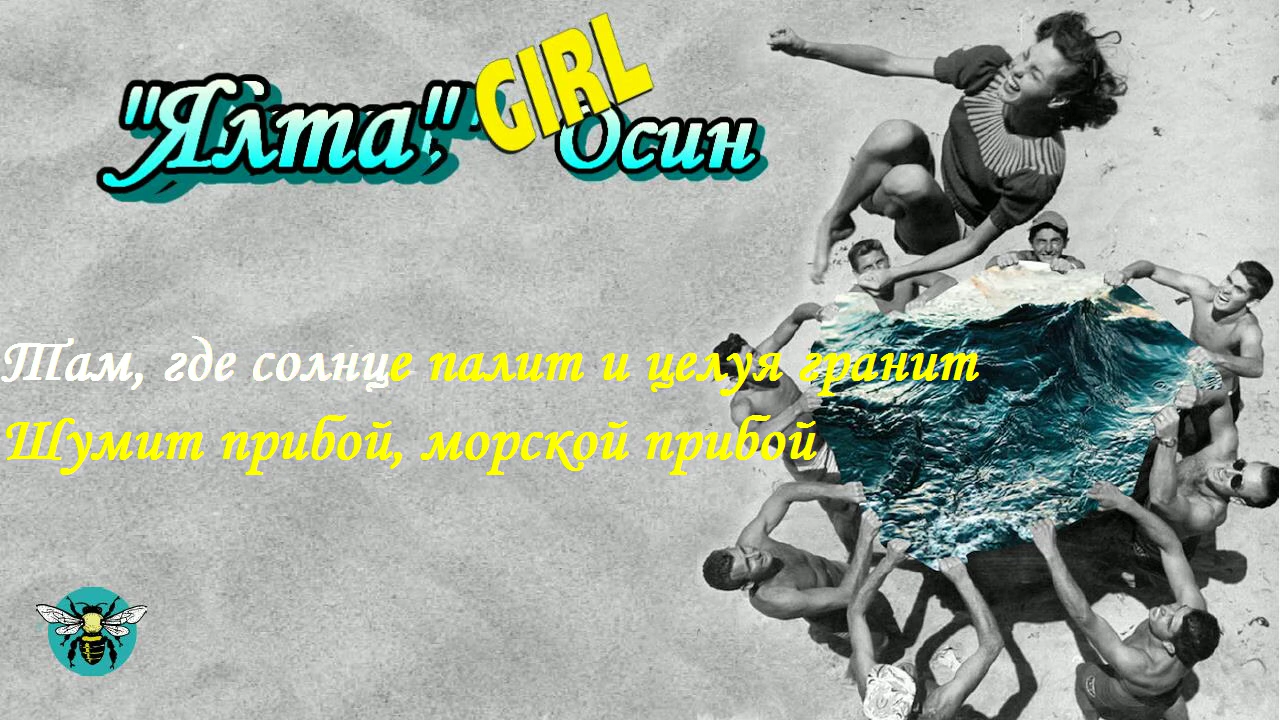 "Ялта" GIRL Осин
Там, где солнце палит и целуя гранит
Шумит прибой, морской прибой